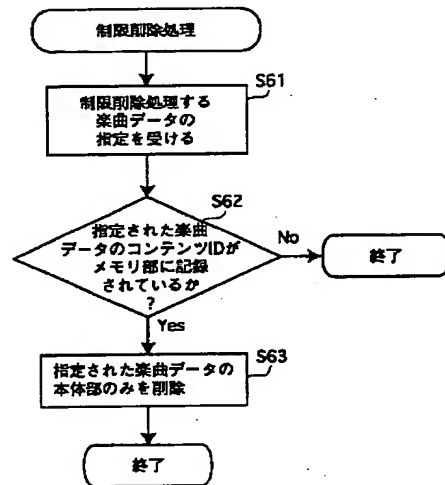 制限削除処理
S61
制限削除処理する
楽曲データの
指定を受ける
S62
指定された楽曲
データのコンテンツIDが
メモリ部に記録
されているか
?
No
終了
Yes
S63
指定された楽曲データの
本体部のみを削除
終了